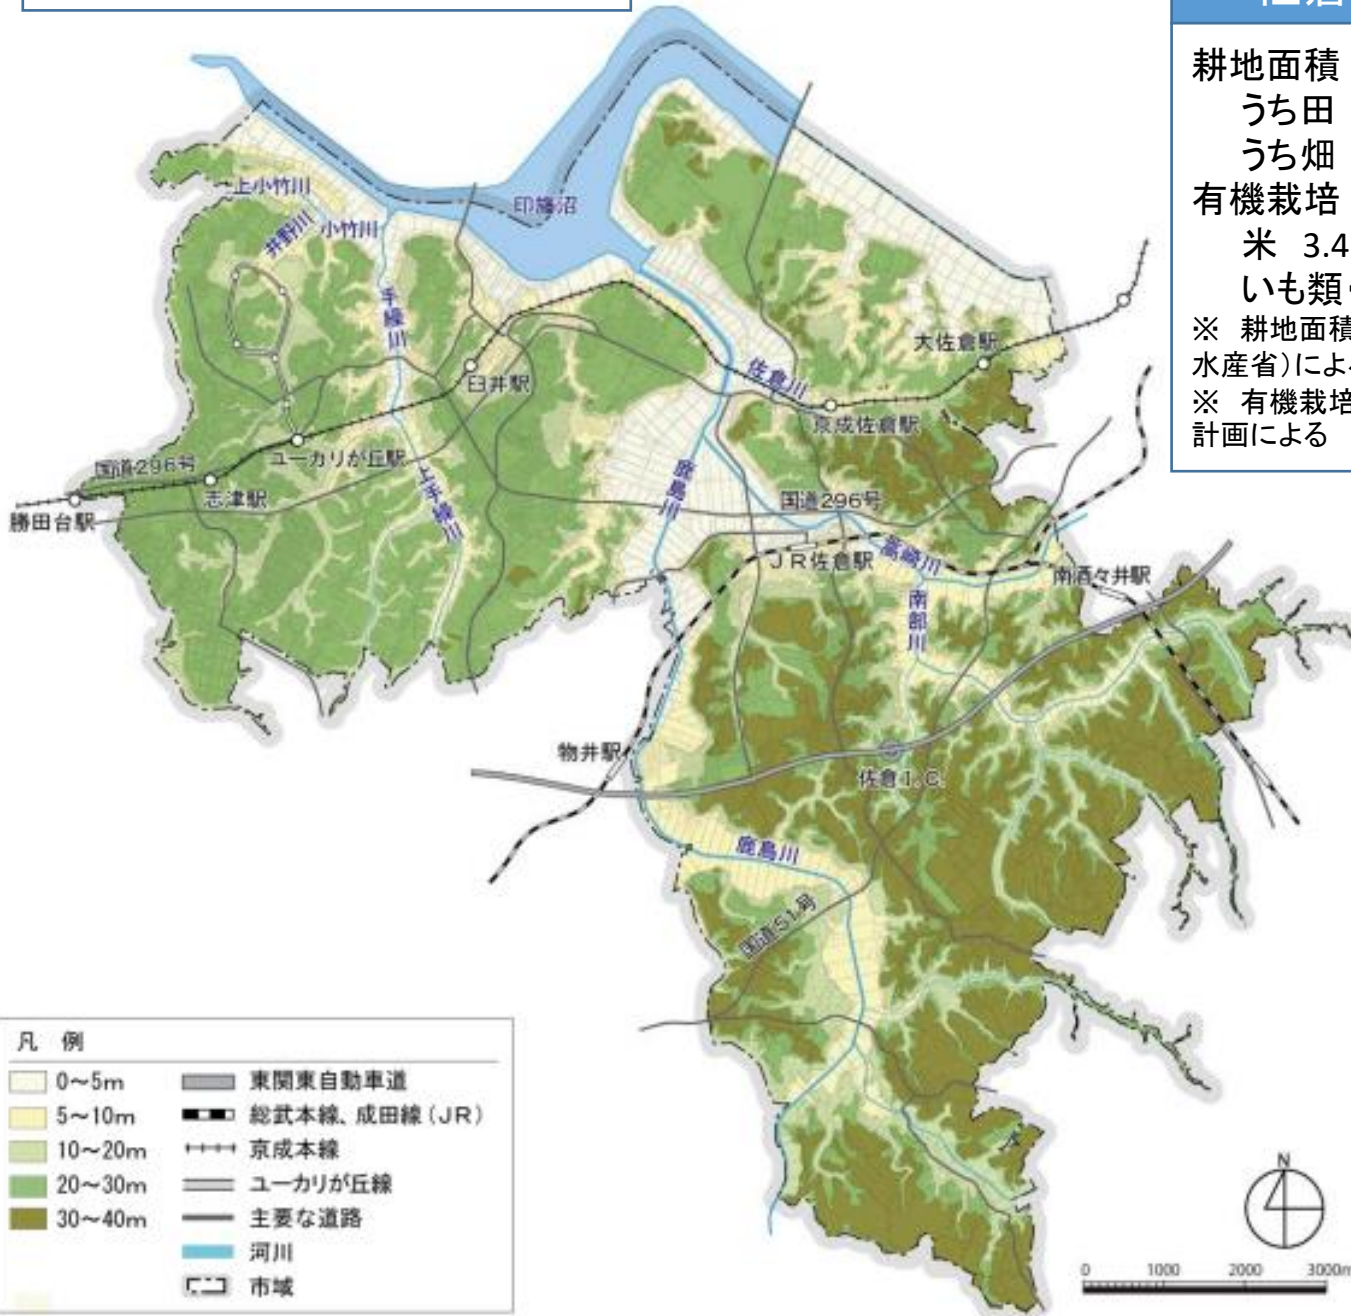 耕地面積
うち田
うち畑
有機栽培
米 3.4
いも類・
※ 耕地面積
水産省)によ
※ 有機栽培
計画による
上小竹川
井野川
小竹川
印旛沼
手繰川
臼井駅
佐倉川
大佐倉駅
京成佐倉駅
国道296号
ユーカリが丘駅
志津駅
勝田台駅
上手繰川
鹿島川
国道296号
JR佐倉駅
高崎川
南酒々井駅
南部川
物井駅
佐倉I.C.
鹿島川
国道51号
凡 例
0~5m
5~10m
10~20m
20~30m
30~40m
東関東自動車道
総武本線、成田線(JR)
京成本線
ユーカリが丘線
主要な道路
河川
市域
N
0 1000 2000 3000m